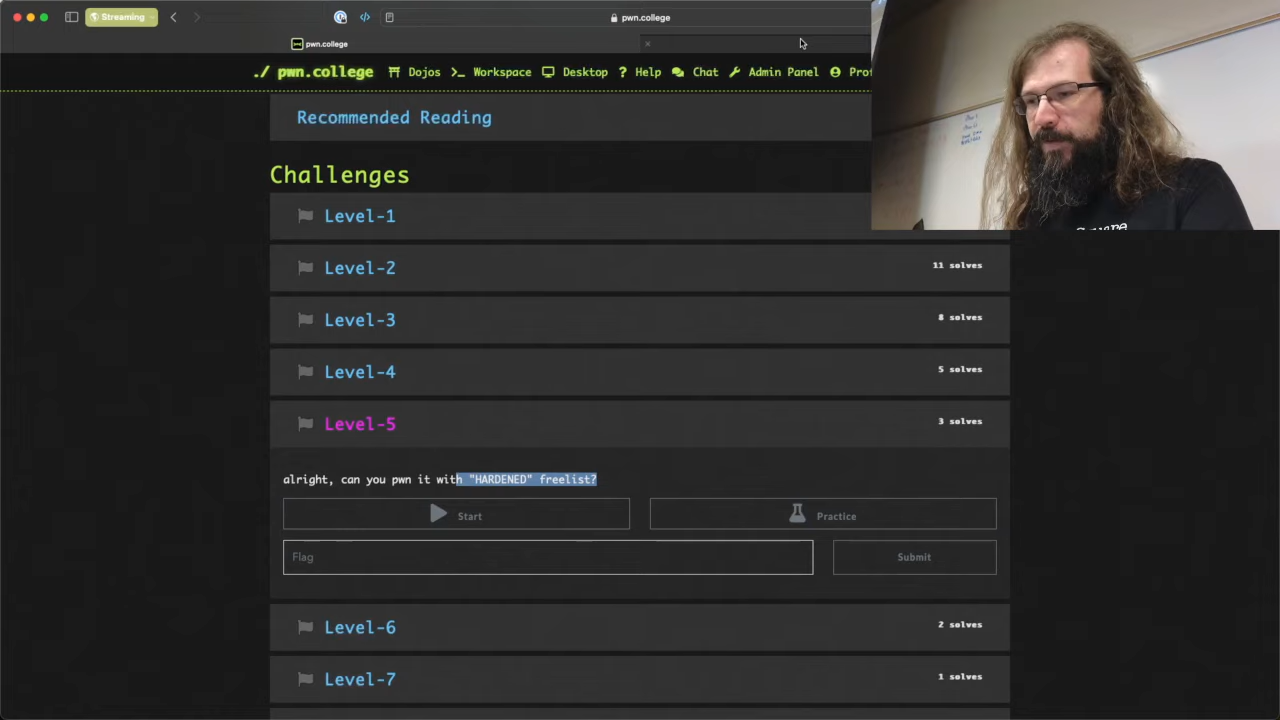 Streaming
pwn.college
pwn.college
./ pwn.college Dojos Workspace Desktop Help Chat Admin Panel
Recommended Reading
Challenges
Level-1
Level-2 11 solves
Level-3 8 solves
Level-4 5 solves
Level-5 3 solves
alright, can you pwn it with "HARDENED" freelist?
Start Practice
Flag Submit
Level-6 2 solves
Level-7 1 solves